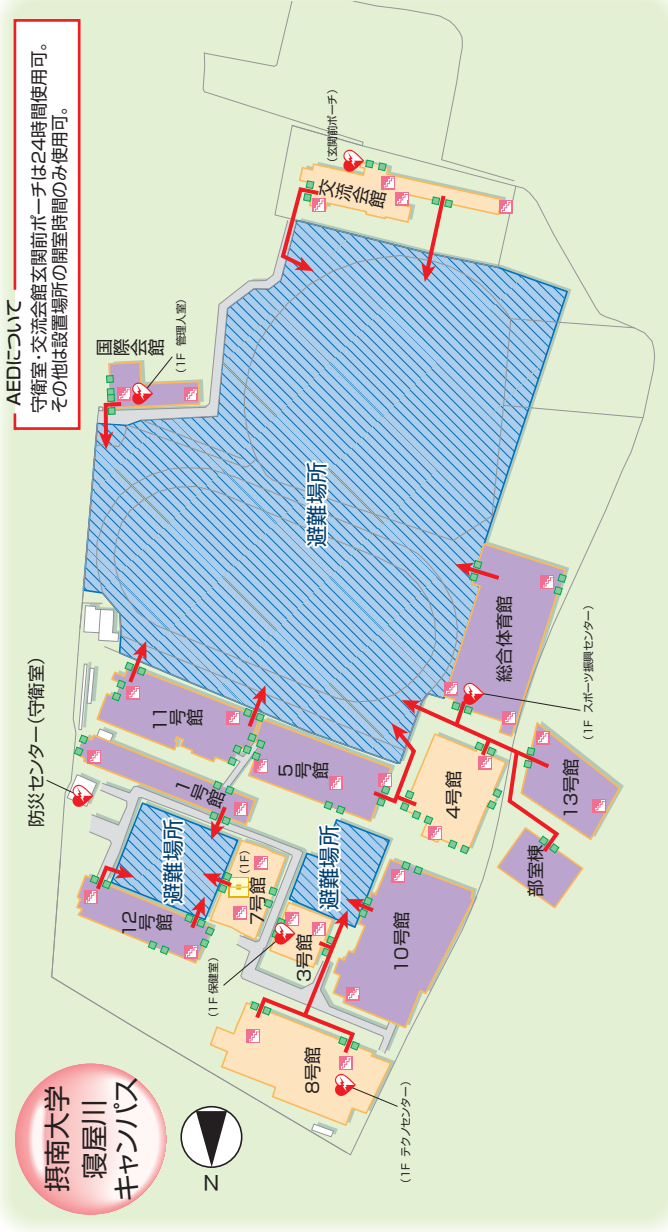 摂南大学
寝屋川
キャンパス
N
AEDについて
守衛室・交流会館玄関前ポーチは24時間使用可。
その他は設置場所の開室時間のみ使用可。
防災センター(守衛室)
国際会館
(1F 管理人室)
交流会館
(玄関前ポーチ)
避難場所
11号館
1号館
5号館
12号館
避難場所
7号館
(1F)
避難場所
3号館
(1F 保健室)
8号館
(1F テクノセンター)
10号館
4号館
総合体育館
(1F スポーツ振興センター)
13号館
部室棟